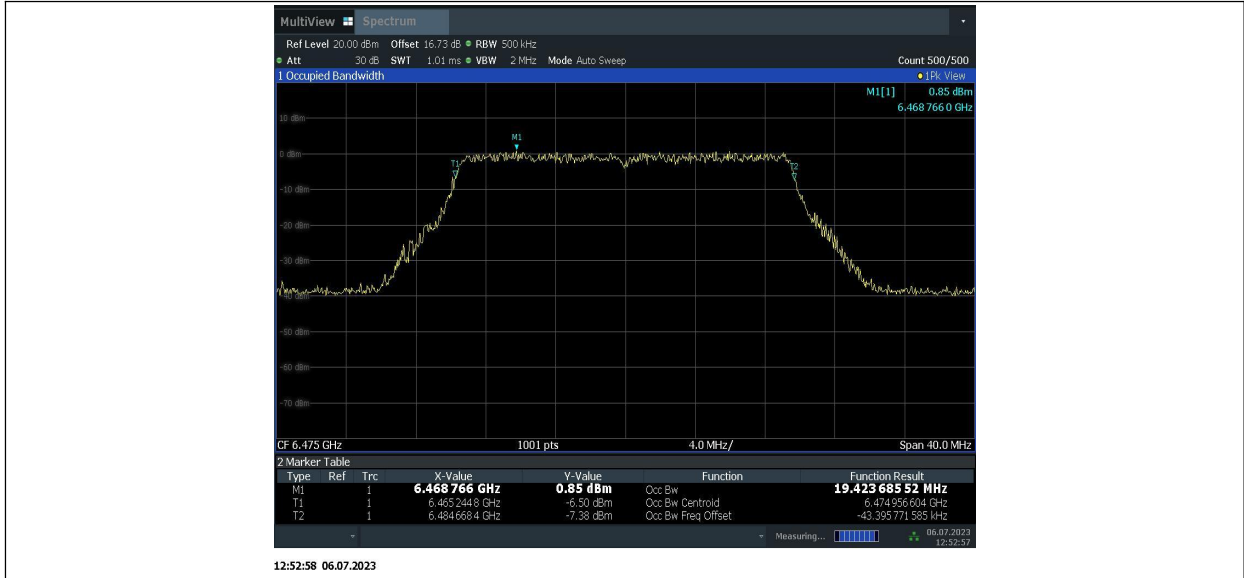 MultiView Spectrum
Ref Level 20.00 dBm Offset 16.73 dB RBW 500 kHz
Att 30 dB SWT 1.01 ms VBW 2 MHz Mode Auto Sweep Count 500/500
1 Occupied Bandwidth 1Pk View
M1[1] 0.85 dBm
6.468 766 0 GHz
10 dBm
M1
0 dBm
T1
T2
-10 dBm
-20 dBm
-30 dBm
-40 dBm
-50 dBm
-60 dBm
-70 dBm
CF 6.475 GHz 1001 pts 4.0 MHz/ Span 40.0 MHz
2 Marker Table
Type Ref Trc X-Value Y-Value Function Function Result
M1 1 6.468 766 GHz 0.85 dBm Occ Bw 19.423 685 52 MHz
T1 1 6.465 244 8 GHz -6.50 dBm Occ Bw Centroid 6.474 956 604 GHz
T2 1 6.484 668 4 GHz -7.38 dBm Occ Bw Freq Offset -43.395 771 585 kHz
Measuring... 06.07.2023
12:52:57
12:52:58 06.07.2023